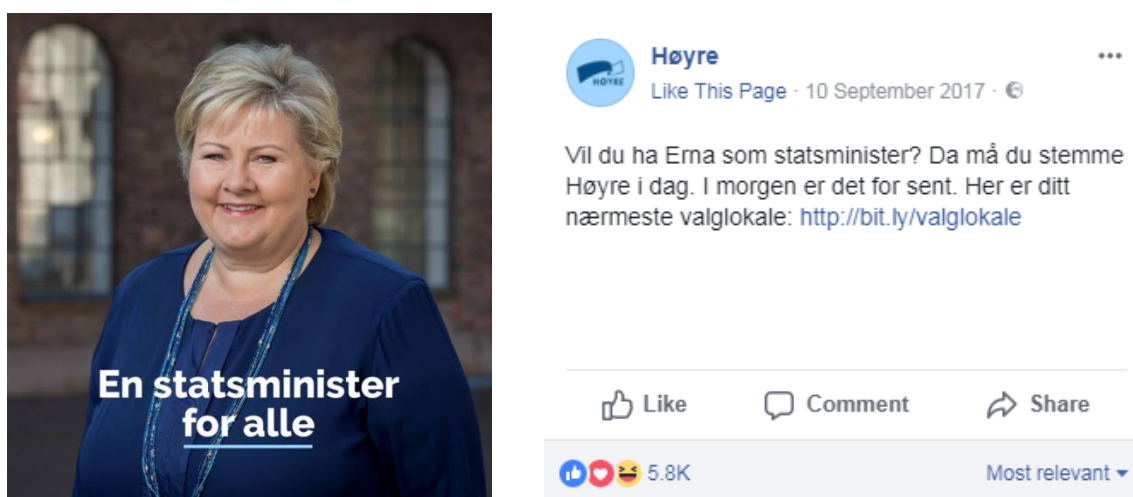 En statsminister
for alle
HØYRE
Høyre
Like This Page · 10 September 2017 ·
Vil du ha Erna som statsminister? Da må du stemme
Høyre i dag. I morgen er det for sent. Her er ditt
nærmeste valglokale: http://bit.ly/valglokale
Like Comment Share
5.8K Most relevant